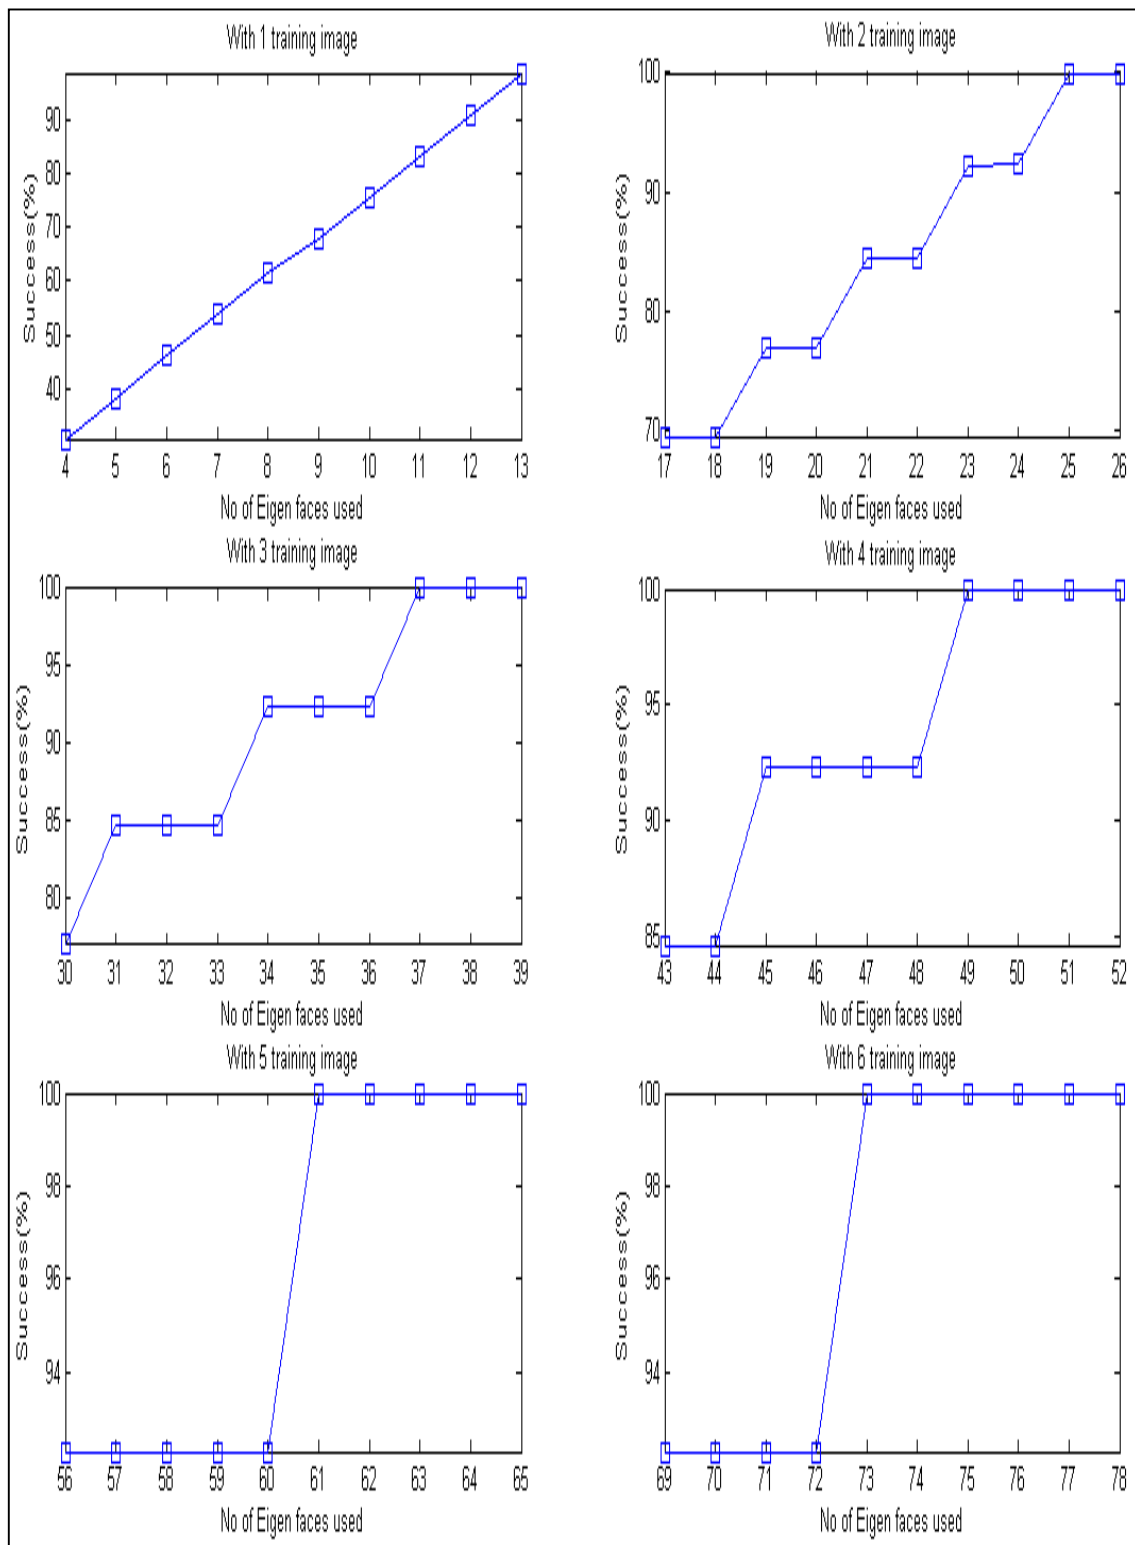 With 1 training image
Success(%)
90
80
70
60
50
40
4 5 6 7 8 9 10 11 12 13
No of Eigen faces used
With 2 training image
Success(%)
100
90
80
70
17 18 19 20 21 22 23 24 25 26
No of Eigen faces used
With 3 training image
Success(%)
100
95
90
85
80
30 31 32 33 34 35 36 37 38 39
No of Eigen faces used
With 4 training image
Success(%)
100
95
90
85
43 44 45 46 47 48 49 50 51 52
No of Eigen faces used
With 5 training image
Success(%)
100
98
96
94
56 57 58 59 60 61 62 63 64 65
No of Eigen faces used
With 6 training image
Success(%)
100
98
96
94
69 70 71 72 73 74 75 76 77 78
No of Eigen faces used